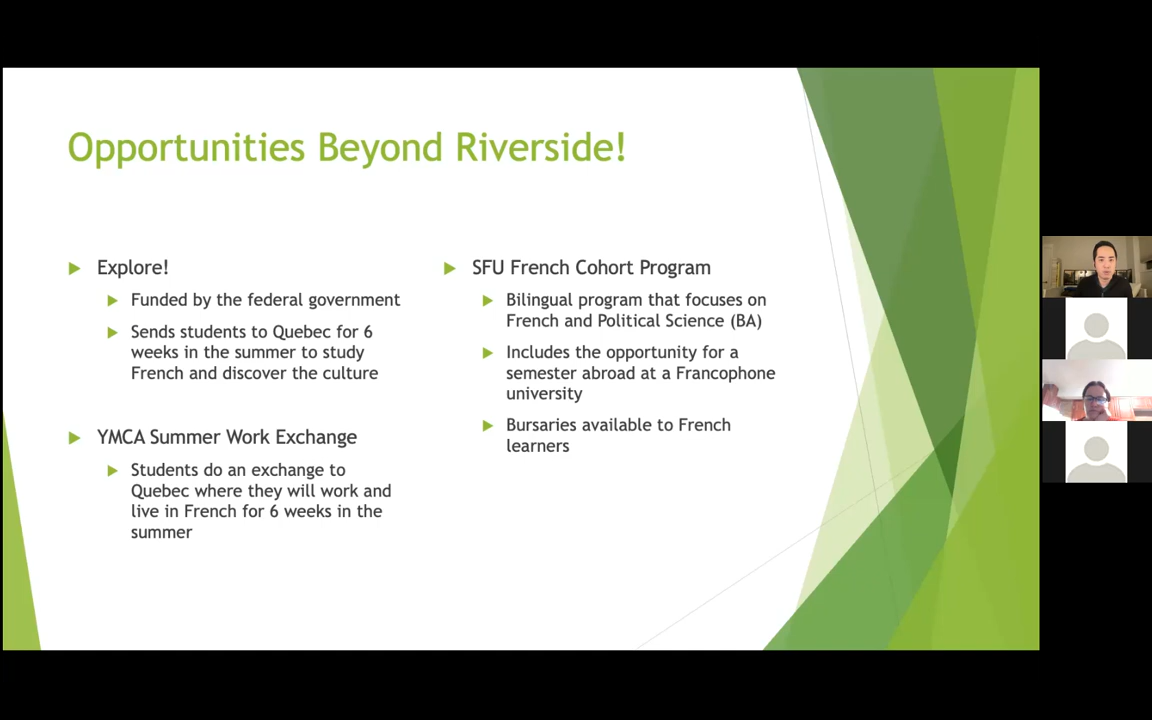 Opportunities Beyond Riverside!
Explore!
Funded by the federal government
Sends students to Quebec for 6
weeks in the summer to study
French and discover the culture
YMCA Summer Work Exchange
Students do an exchange to
Quebec where they will work and
live in French for 6 weeks in the
summer
SFU French Cohort Program
Bilingual program that focuses on
French and Political Science (BA)
Includes the opportunity for a
semester abroad at a Francophone
university
Bursaries available to French
learners